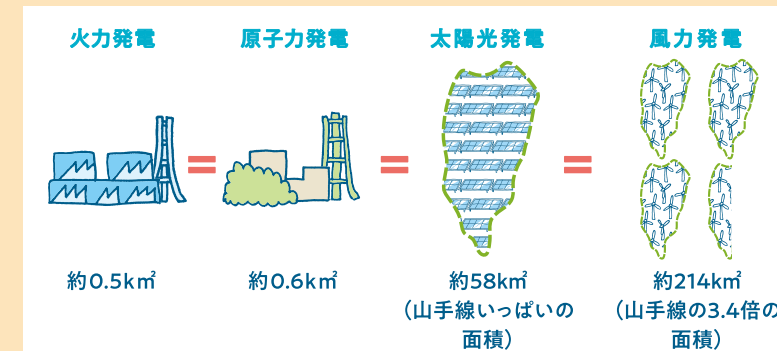 火力発電
原子力発電
太陽光発電
風力発電
約0.5k㎡
約0.6k㎡
約58k㎡
(山手線いっぱいの
面積)
約214k㎡
(山手線の3.4倍の
面積)